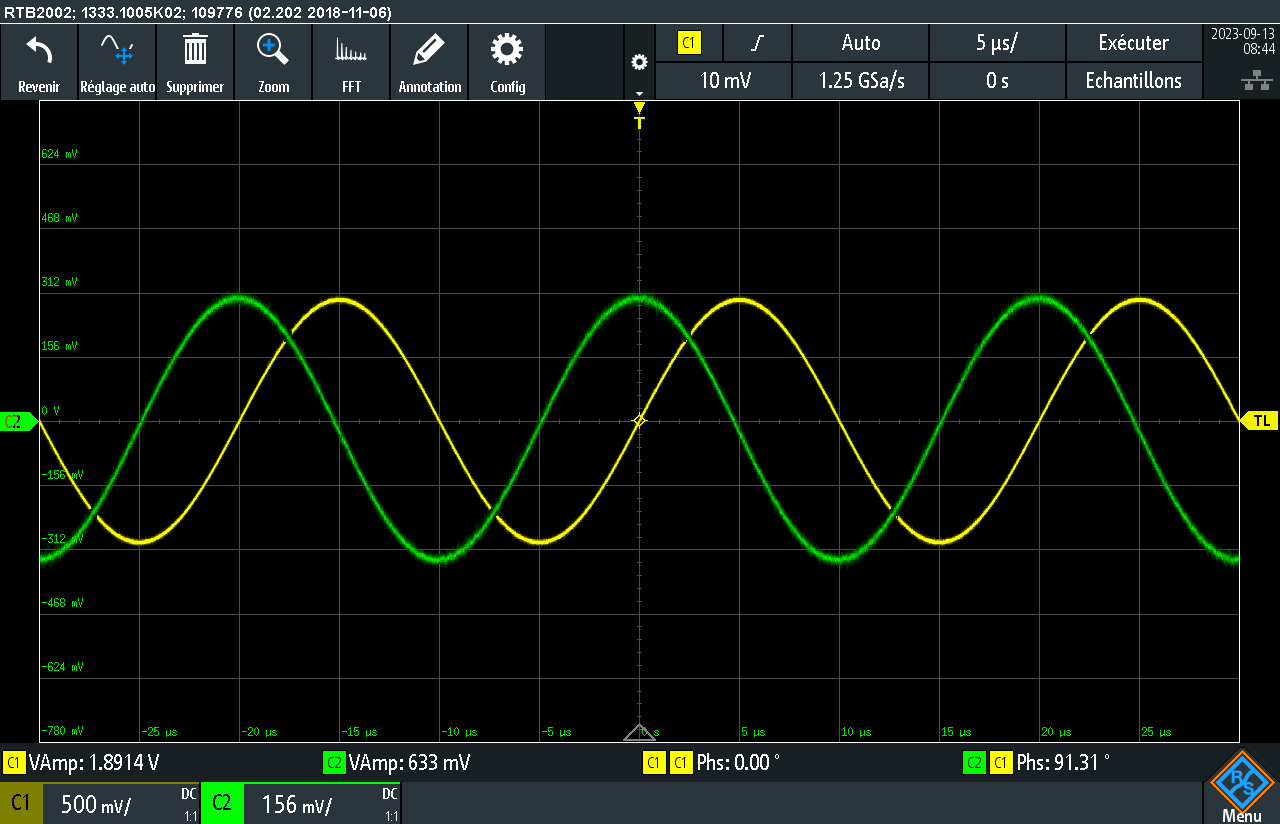 RTB2002; 1333.1005K02; 109776 (02.202 2018-11-06)
C1 Auto 5 µs/ Exécuter 2023-09-13
08:44
Revenir Réglage auto Supprimer Zoom FFT Annotation Config
10 mV 1.25 GSa/s 0 s Echantillons
T
624 mV
468 mV
312 mV
156 mV
0 V
C2 TL
-156 mV
-312 mV
-468 mV
-624 mV
-780 mV -25 µs -20 µs -15 µs -10 µs -5 µs 0 s 5 µs 10 µs 15 µs 20 µs 25 µs
C1 VAmp: 1.8914 V C2 VAmp: 633 mV C1 C1 Phs: 0.00 ° C2 C1 Phs: 91.31 °
C1 500 mV/ DC 1:1 C2 156 mV/ DC 1:1
R&S
Menu